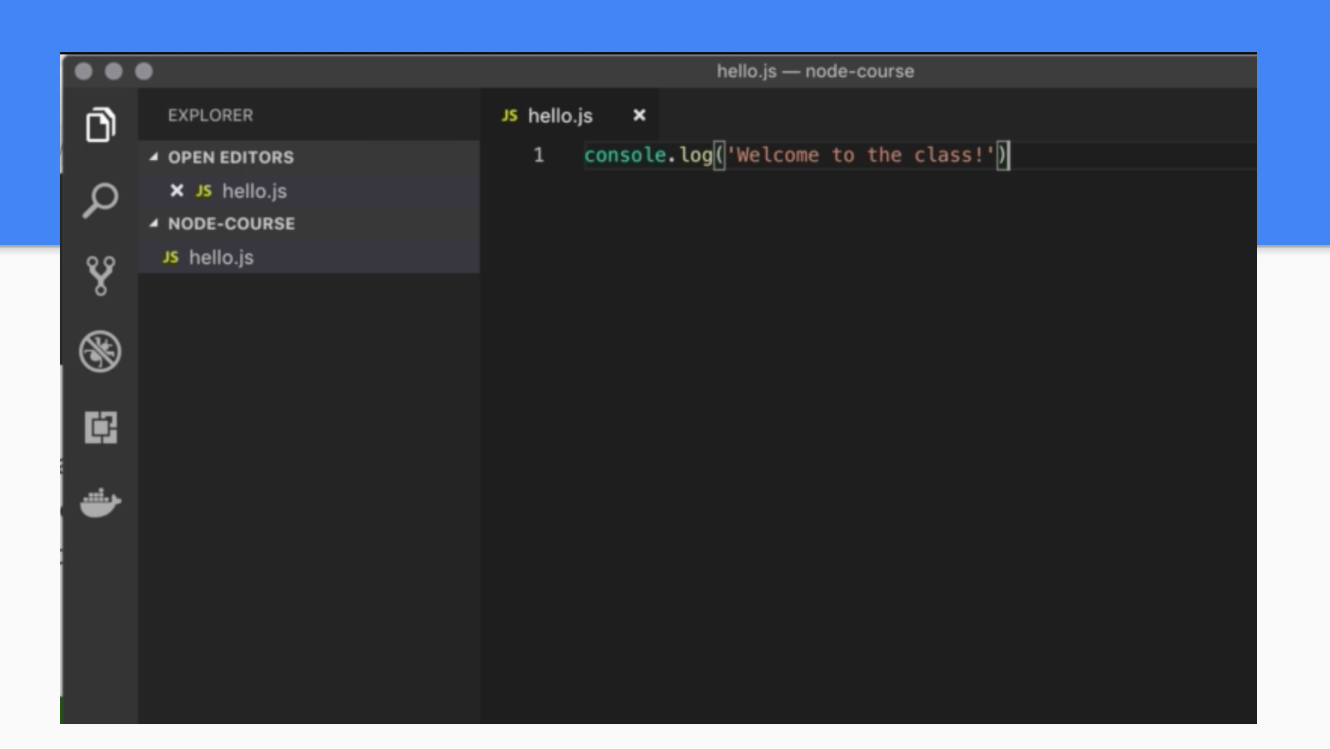 hello.js — node-course
EXPLORER
OPEN EDITORS
JS hello.js
NODE-COURSE
JS hello.js
JS hello.js
1 console.log('Welcome to the class!')